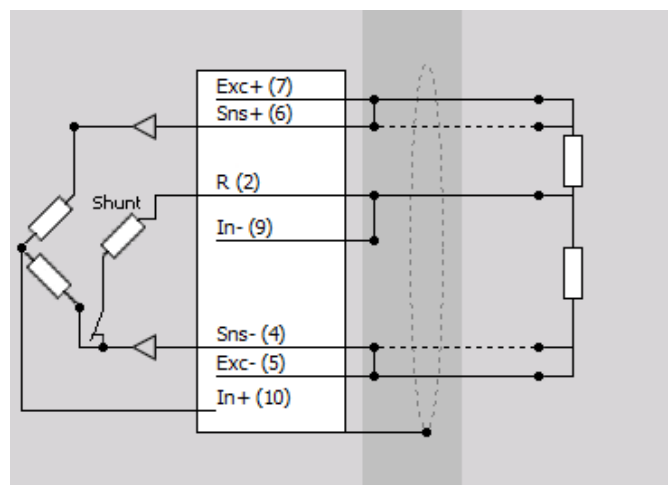 Exc+ (7)
Sns+ (6)
R (2)
Shunt
In- (9)
Sns- (4)
Exc- (5)
In+ (10)